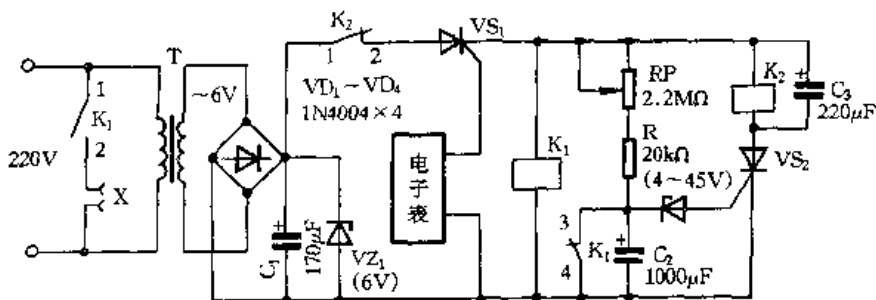 220V
1
K₁
2
X
T
~6V
VD₁~VD₄
1N4004×4
K₂
1
2
VS₁
C₁
170μF
VZ₁
(6V)
电子表
K₁
RP
2.2MΩ
R
20kΩ
(4~45V)
3
K₁
4
C₂
1000μF
K₂
C₃
220μF
VS₂
+
+
+